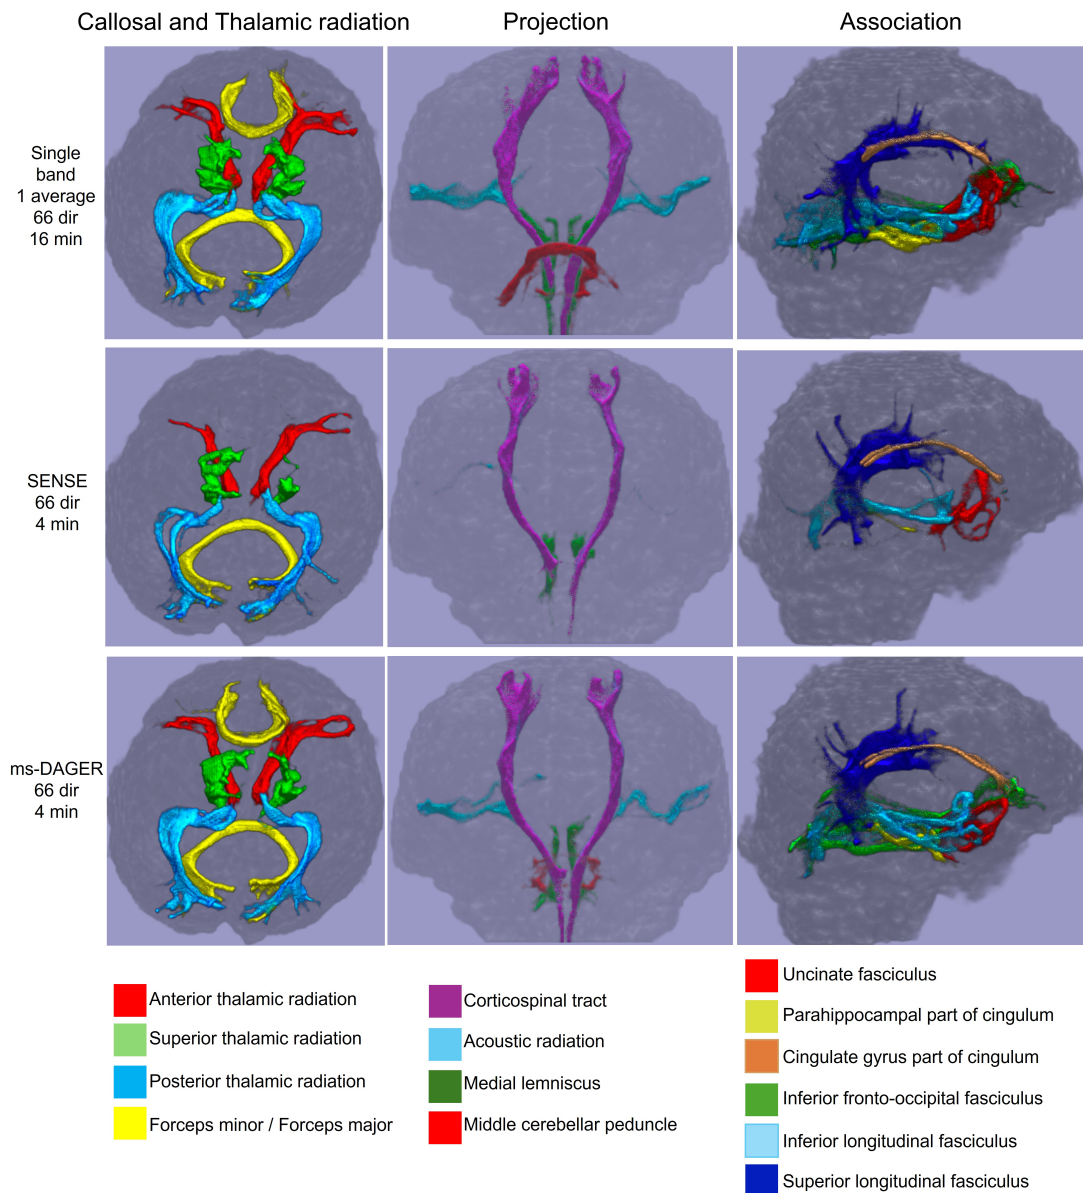 Callosal and Thalamic radiation
Projection
Association
Single
band
1 average
66 dir
16 min
SENSE
66 dir
4 min
ms-DAGER
66 dir
4 min
Anterior thalamic radiation
Superior thalamic radiation
Posterior thalamic radiation
Forceps minor / Forceps major
Corticospinal tract
Acoustic radiation
Medial lemniscus
Middle cerebellar peduncle
Uncinate fasciculus
Parahippocampal part of cingulum
Cingulate gyrus part of cingulum
Inferior fronto-occipital fasciculus
Inferior longitudinal fasciculus
Superior longitudinal fasciculus